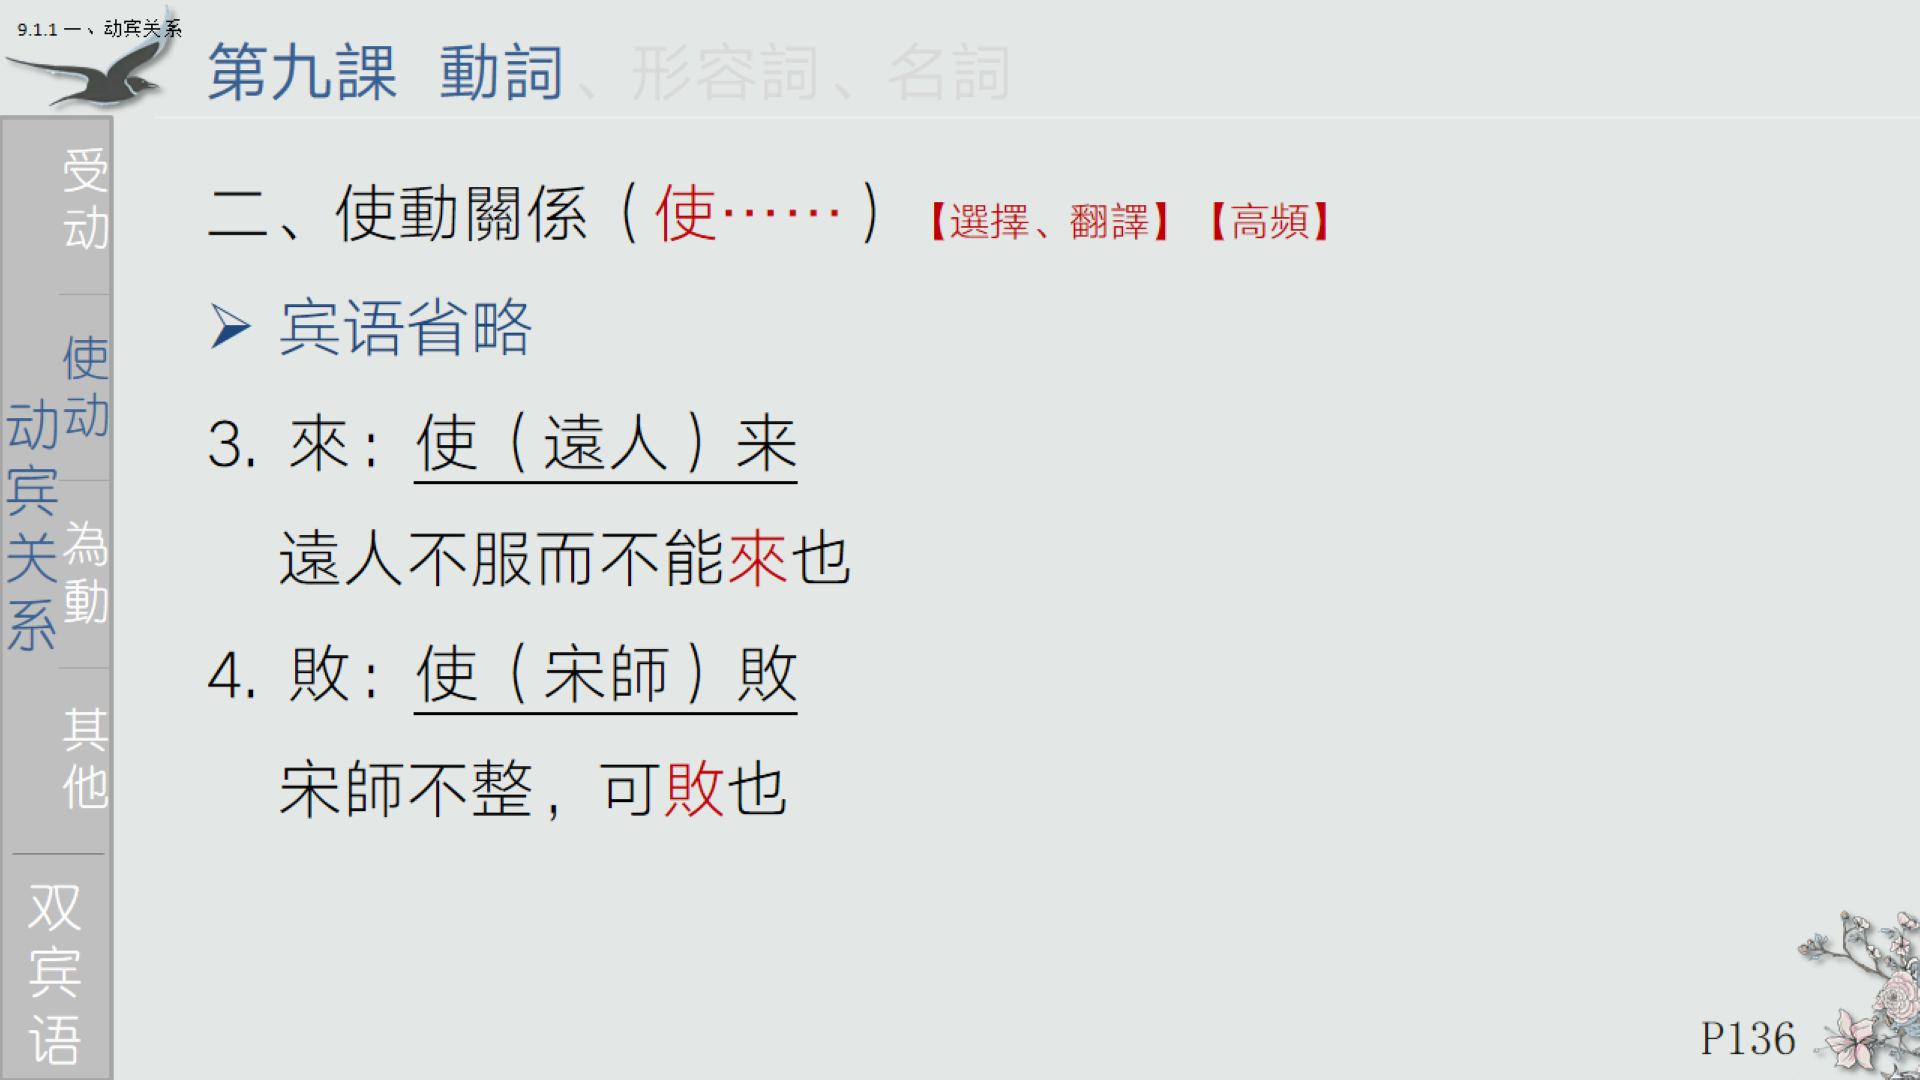 9.1.1 一、动宾关系
第九課 動詞、形容詞、名詞
受动
使动
為動
其他
动宾关系
双宾语
二、使動關係（使……）【選擇、翻譯】【高頻】
宾语省略
3. 來：使（遠人）来
遠人不服而不能來也
4. 敗：使（宋師）敗
宋師不整，可敗也
P136